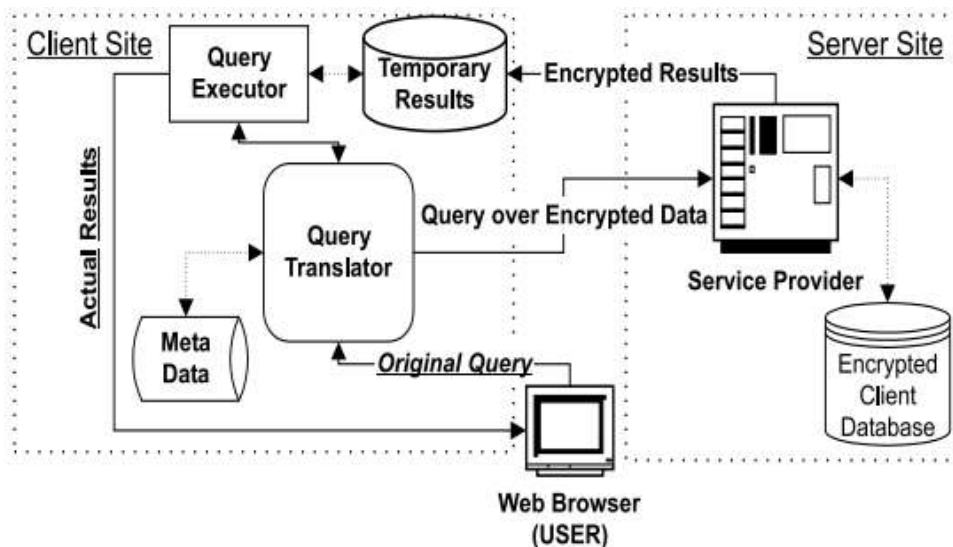 Client Site
Server Site
Query
Executor
Temporary
Results
Encrypted Results
Actual Results
Query
Translator
Query over Encrypted Data
Service Provider
Meta
Data
Original Query
Encrypted
Client
Database
Web Browser
(USER)